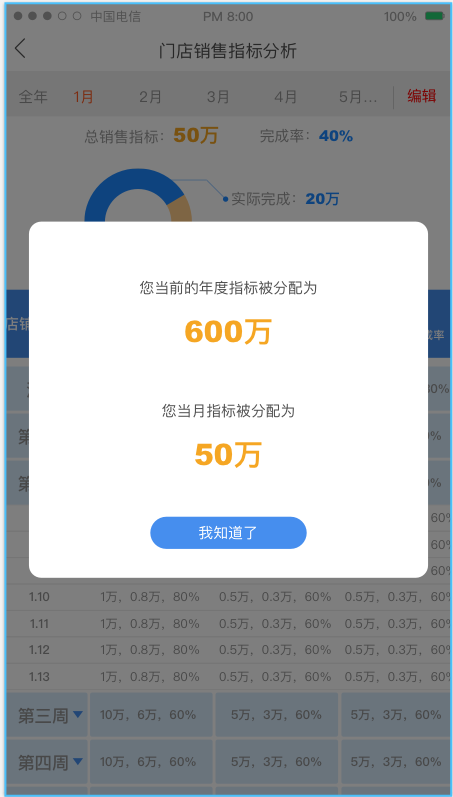 中国电信 PM 8:00 100%
门店销售指标分析
全年 1月 2月 3月 4月 5月... 编辑
总销售指标: 50万 完成率: 40%
实际完成: 20万
您当前的年度指标被分配为
600万
店销
成率
10%
第
0%
您当月指标被分配为
50万
第
0%
60%
我知道了
60%
60%
1.10 1万, 0.8万, 80% 0.5万, 0.3万, 60% 0.5万, 0.3万, 60%
1.11 1万, 0.8万, 80% 0.5万, 0.3万, 60% 0.5万, 0.3万, 60%
1.12 1万, 0.8万, 80% 0.5万, 0.3万, 60% 0.5万, 0.3万, 60%
1.13 1万, 0.8万, 80% 0.5万, 0.3万, 60% 0.5万, 0.3万, 60%
第三周 10万, 6万, 60% 5万, 3万, 60% 5万, 3万, 60%
第四周 10万, 6万, 60% 5万, 3万, 60% 5万, 3万, 60%